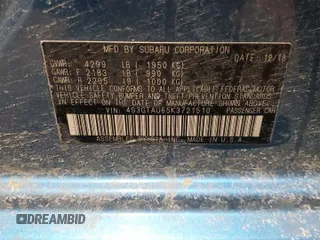 MFD BY SUBARU CORPORATION
DATE 12/18
GVWR: 4299 LB (1950 KG)
GAWR: F 2183 LB (990 KG)
GAWR: R 2205 LB (1000 KG)
THIS VEHICLE CONFORMS TO ALL APPLICABLE FEDERAL MOTOR
VEHICLE SAFETY, BUMPER AND THEFT PREVENTION STANDARDS
IN EFFECT ON THE DATE OF MANUFACTURE SHOWN ABOVE.
VIN: 4S3GTAU65K3721510 PASSENGER CAR
MADE IN U.S.A.
DREAMBID